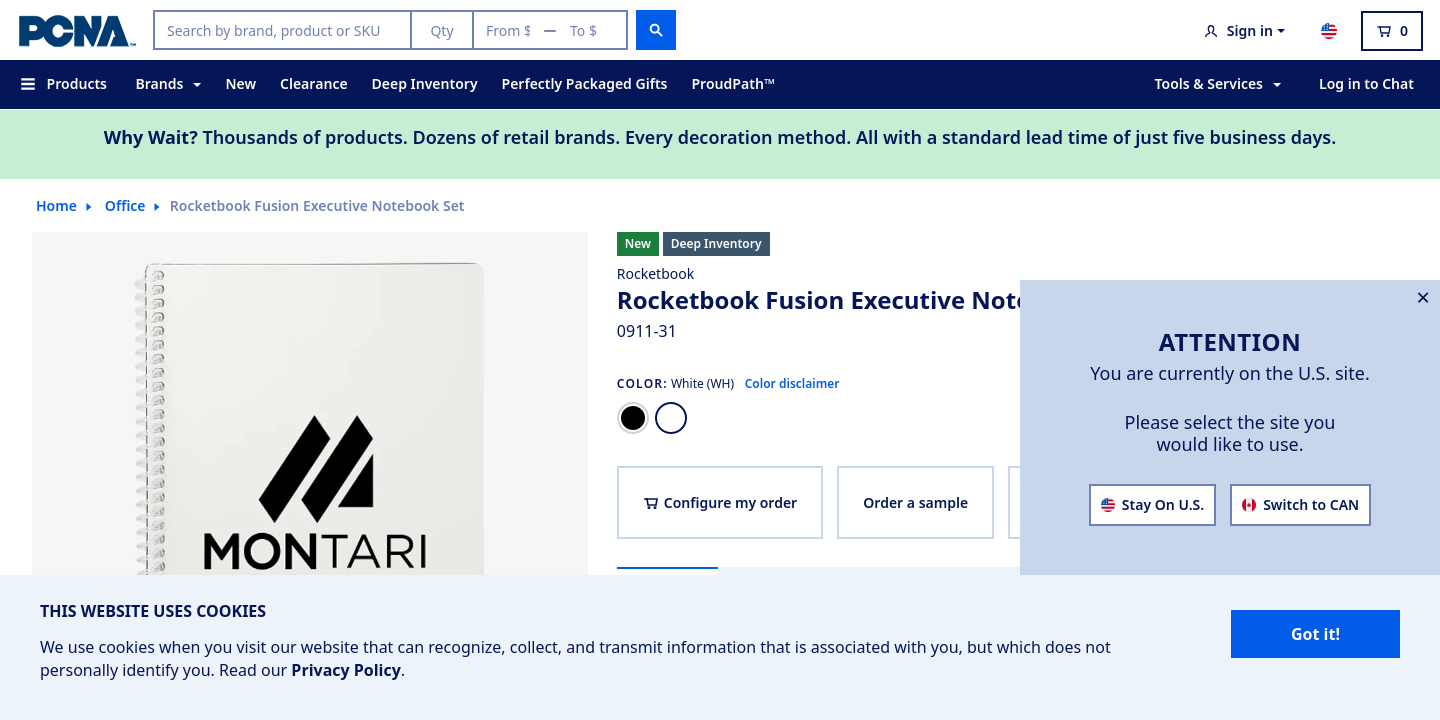 PCNA™
Search by brand, product or SKU
Qty
From $ — To $
Sign in
0
Products
Brands
New
Clearance
Deep Inventory
Perfectly Packaged Gifts
ProudPath™
Tools & Services
Log in to Chat
Why Wait? Thousands of products. Dozens of retail brands. Every decoration method. All with a standard lead time of just five business days.
Home
Office
Rocketbook Fusion Executive Notebook Set
MONTARI
New
Deep Inventory
Rocketbook
Rocketbook Fusion Executive
0911-31
COLOR: White (WH) Color disclaimer
Configure my order
Order a sample
ATTENTION
You are currently on the U.S. site.
Please select the site you
would like to use.
Stay On U.S.
Switch to CAN
THIS WEBSITE USES COOKIES
We use cookies when you visit our website that can recognize, collect, and transmit information that is associated with you, but which does not
personally identify you. Read our Privacy Policy.
Got it!